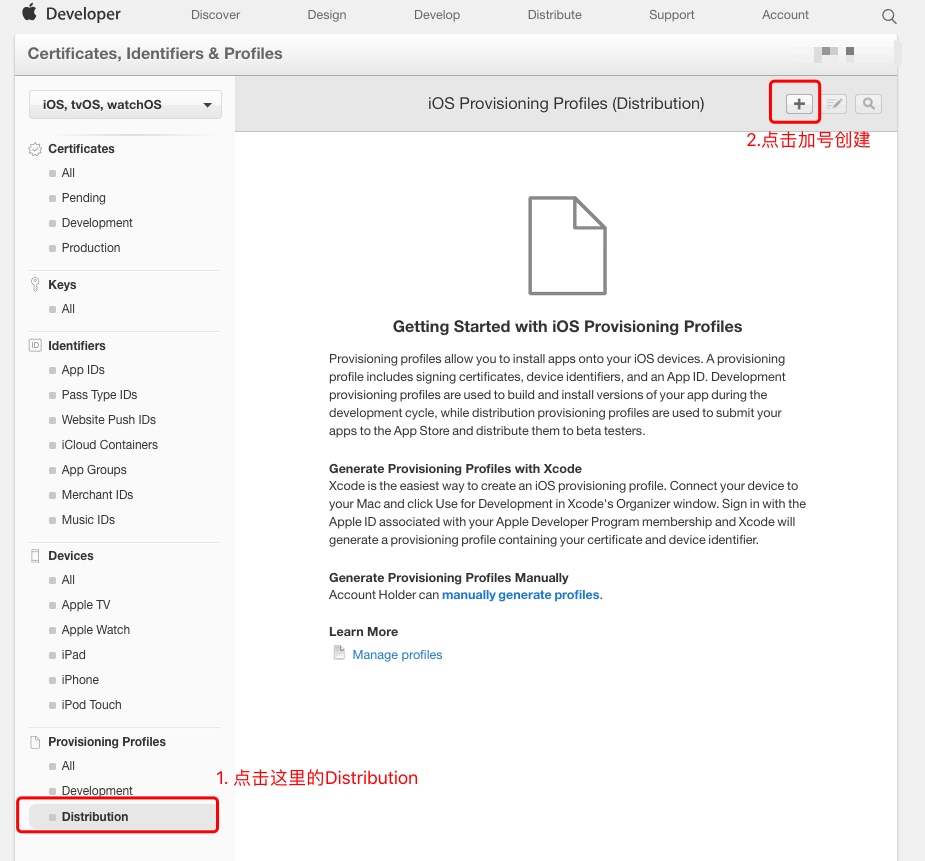 Developer
Discover
Design
Develop
Distribute
Support
Account
Certificates, Identifiers & Profiles
iOS, tvOS, watchOS
iOS Provisioning Profiles (Distribution)
2.点击加号创建
Certificates
All
Pending
Development
Production
Keys
All
Identifiers
App IDs
Pass Type IDs
Website Push IDs
iCloud Containers
App Groups
Merchant IDs
Music IDs
Devices
All
Apple TV
Apple Watch
iPad
iPhone
iPod Touch
Provisioning Profiles
All
Development
Distribution
1. 点击这里的Distribution
Getting Started with iOS Provisioning Profiles
Provisioning profiles allow you to install apps onto your iOS devices. A provisioning
profile includes signing certificates, device identifiers, and an App ID. Development
provisioning profiles are used to build and install versions of your app during the
development cycle, while distribution provisioning profiles are used to submit your
apps to the App Store and distribute them to beta testers.
Generate Provisioning Profiles with Xcode
Xcode is the easiest way to create an iOS provisioning profile. Connect your device to
your Mac and click Use for Development in Xcode's Organizer window. Sign in with the
Apple ID associated with your Apple Developer Program membership and Xcode will
generate a provisioning profile containing your certificate and device identifier.
Generate Provisioning Profiles Manually
Account Holder can manually generate profiles.
Learn More
Manage profiles